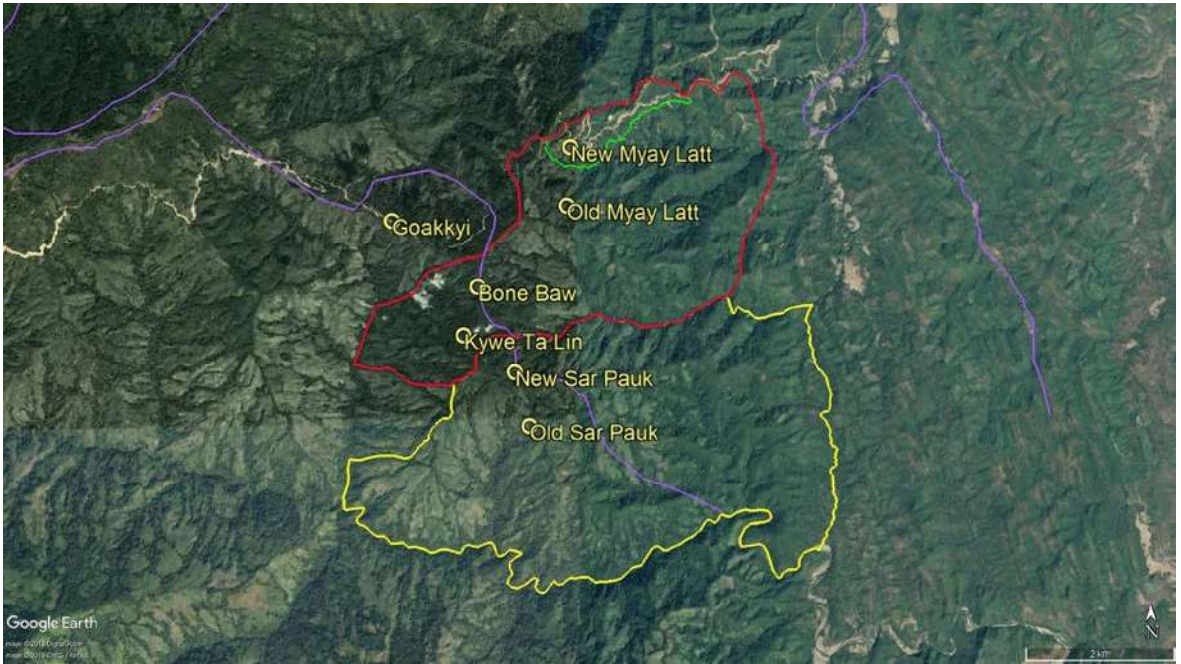 New Myay Latt
Old Myay Latt
Goakkyi
Bone Baw
Kywe Ta Lin
New Sar Pauk
Old Sar Pauk
Google Earth
N
2 km